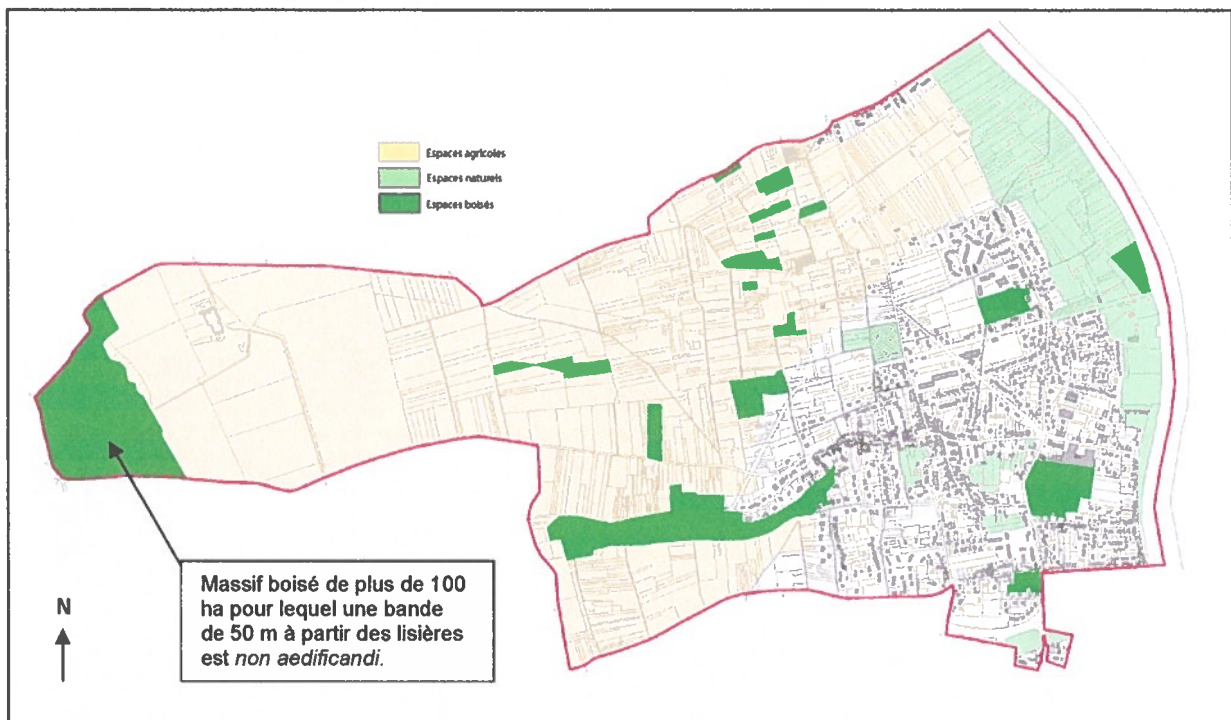 Espaces agricoles
Espaces naturels
Espaces boisés
Massif boisé de plus de 100
ha pour lequel une bande
de 50 m à partir des lisières
est non aedificandi.
N